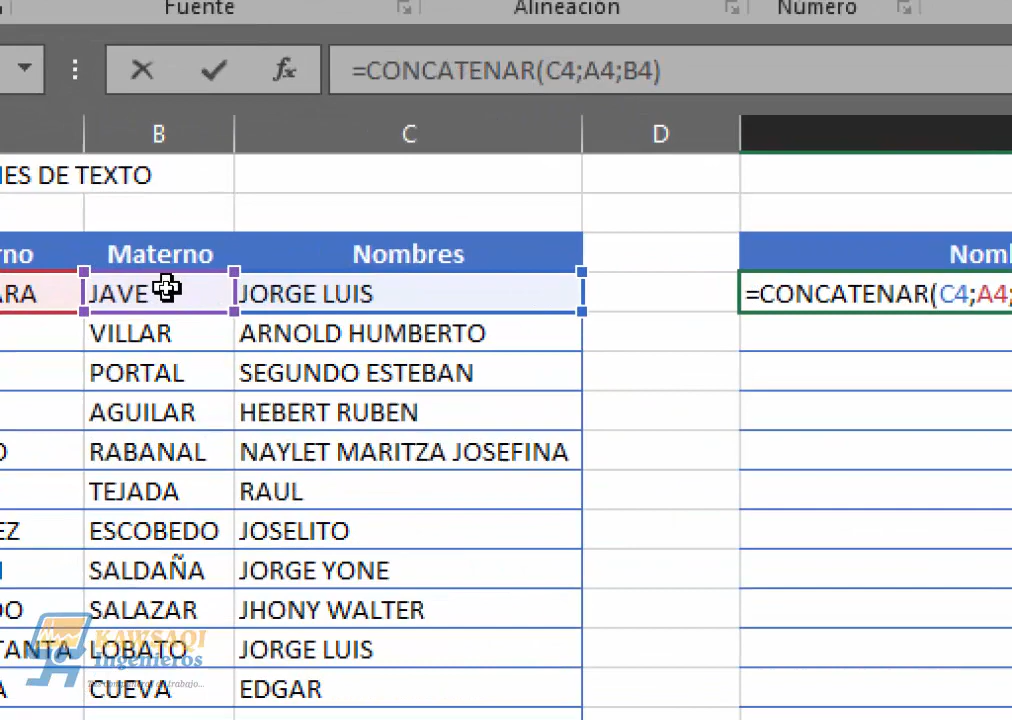 Fuente Alineación Número
=CONCATENAR(C4;A4;B4)
B C D
ES DE TEXTO
rno Materno Nombres Nom
ARA JAVE JORGE LUIS =CONCATENAR(C4;A4;
VILLAR ARNOLD HUMBERTO
PORTAL SEGUNDO ESTEBAN
AGUILAR HEBERT RUBEN
O RABANAL NAYLET MARITZA JOSEFINA
TEJADA RAUL
EZ ESCOBEDO JOSELITO
SALDAÑA JORGE YONE
DO SALAZAR JHONY WALTER
TANTA LOBATO JORGE LUIS
A CUEVA EDGAR
KAWSAQI
Ingenieros